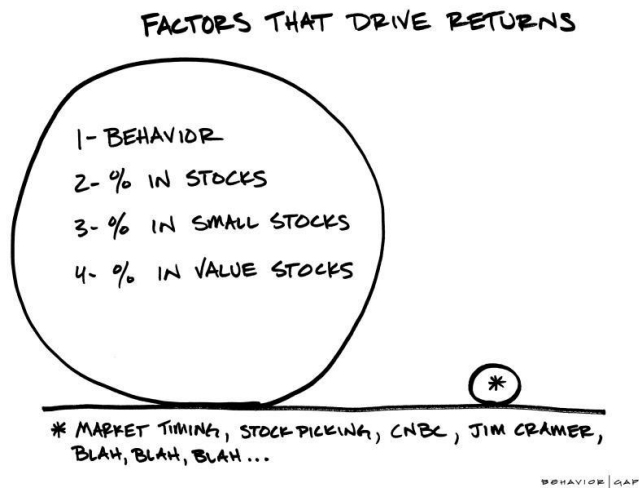 FACTORS THAT DRIVE RETURNS
1- BEHAVIOR
2- % IN STOCKS
3- % IN SMALL STOCKS
4- % IN VALUE STOCKS
*
* MARKET TIMING, STOCK PICKING, CNBC, JIM CRAMER,
BLAH, BLAH, BLAH...
BEHAVIOR|GAP